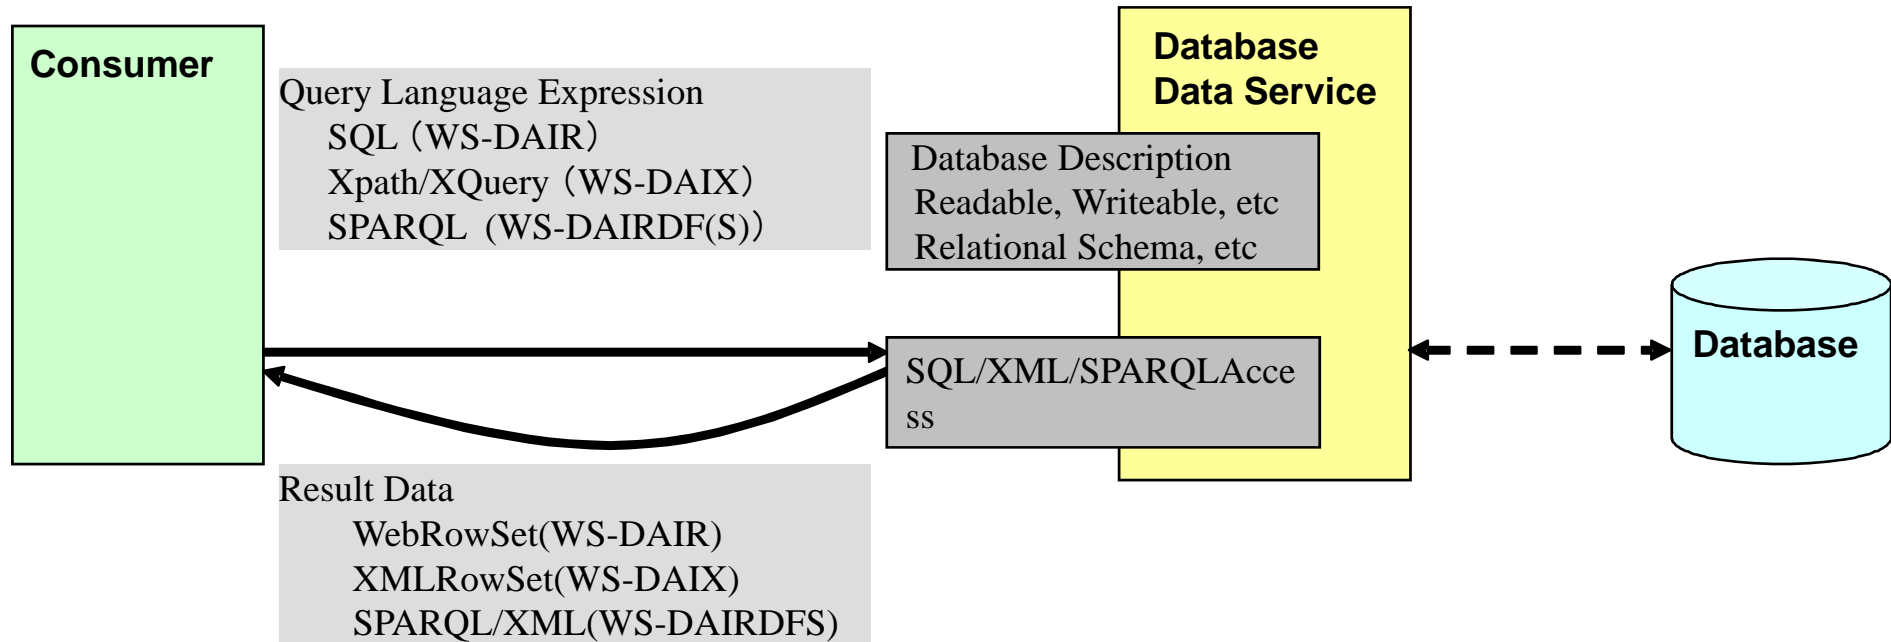 Consumer
Query Language Expression
SQL（WS-DAIR）
Xpath/XQuery（WS-DAIX）
SPARQL (WS-DAIRDF(S)）
Database
Data Service
Database Description
Readable, Writeable, etc
Relational Schema, etc
SQL/XML/SPARQLAcce
ss
Database
Result Data
WebRowSet(WS-DAIR)
XMLRowSet(WS-DAIX)
SPARQL/XML(WS-DAIRDFS)